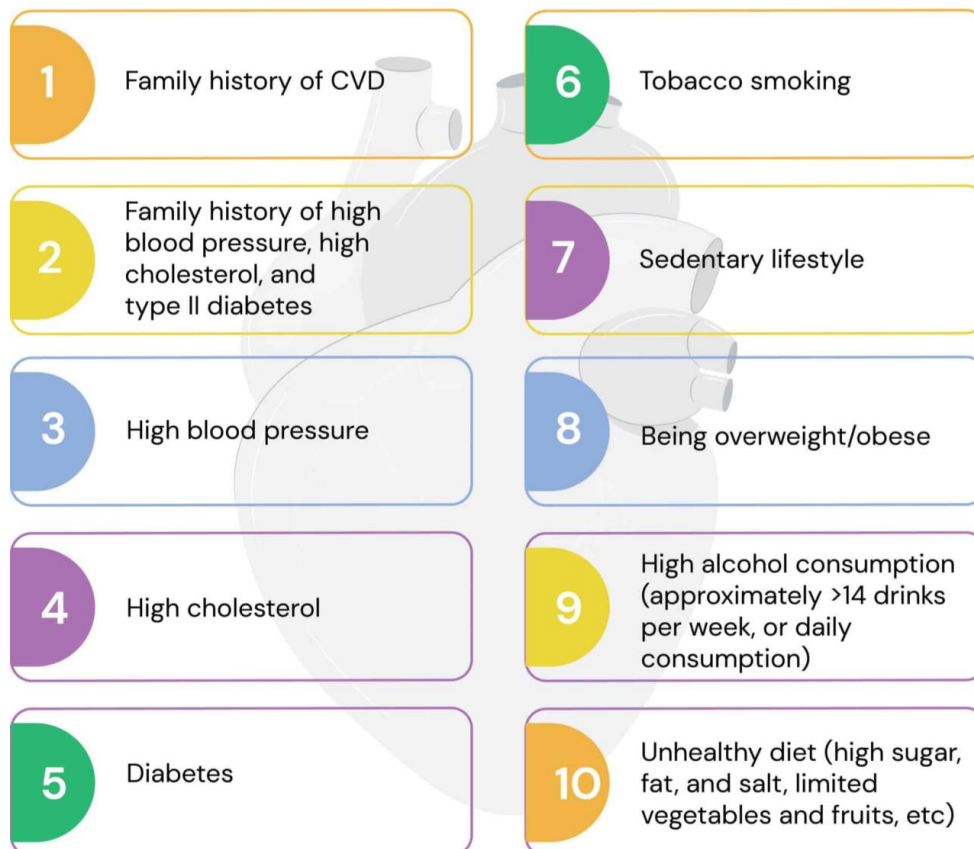 1
Family history of CVD
2
Family history of high
blood pressure, high
cholesterol, and
type II diabetes
3
High blood pressure
4
High cholesterol
5
Diabetes
6
Tobacco smoking
7
Sedentary lifestyle
8
Being overweight/obese
9
High alcohol consumption
(approximately >14 drinks
per week, or daily
consumption)
10
Unhealthy diet (high sugar,
fat, and salt, limited
vegetables and fruits, etc)